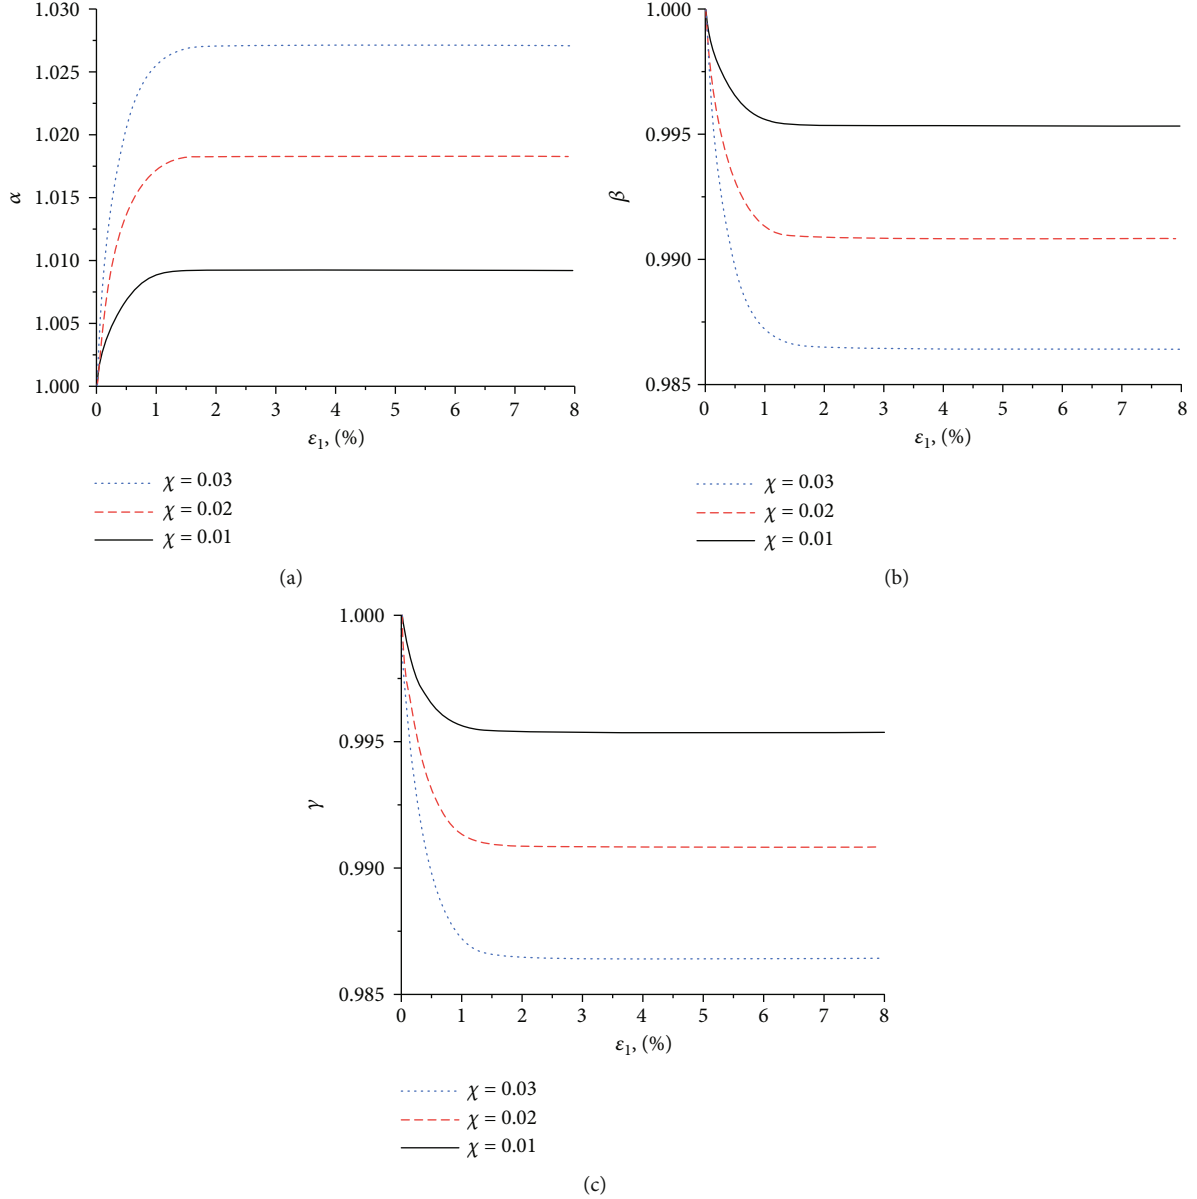 1.030
1.025
1.020
1.015
1.010
1.005
1.000
α
0 1 2 3 4 5 6 7 8
ε1, (%)
χ = 0.03
χ = 0.02
χ = 0.01
(a)
1.000
0.995
0.990
0.985
β
0 1 2 3 4 5 6 7 8
ε1, (%)
χ = 0.03
χ = 0.02
χ = 0.01
(b)
1.000
0.995
0.990
0.985
γ
0 1 2 3 4 5 6 7 8
ε1, (%)
χ = 0.03
χ = 0.02
χ = 0.01
(c)